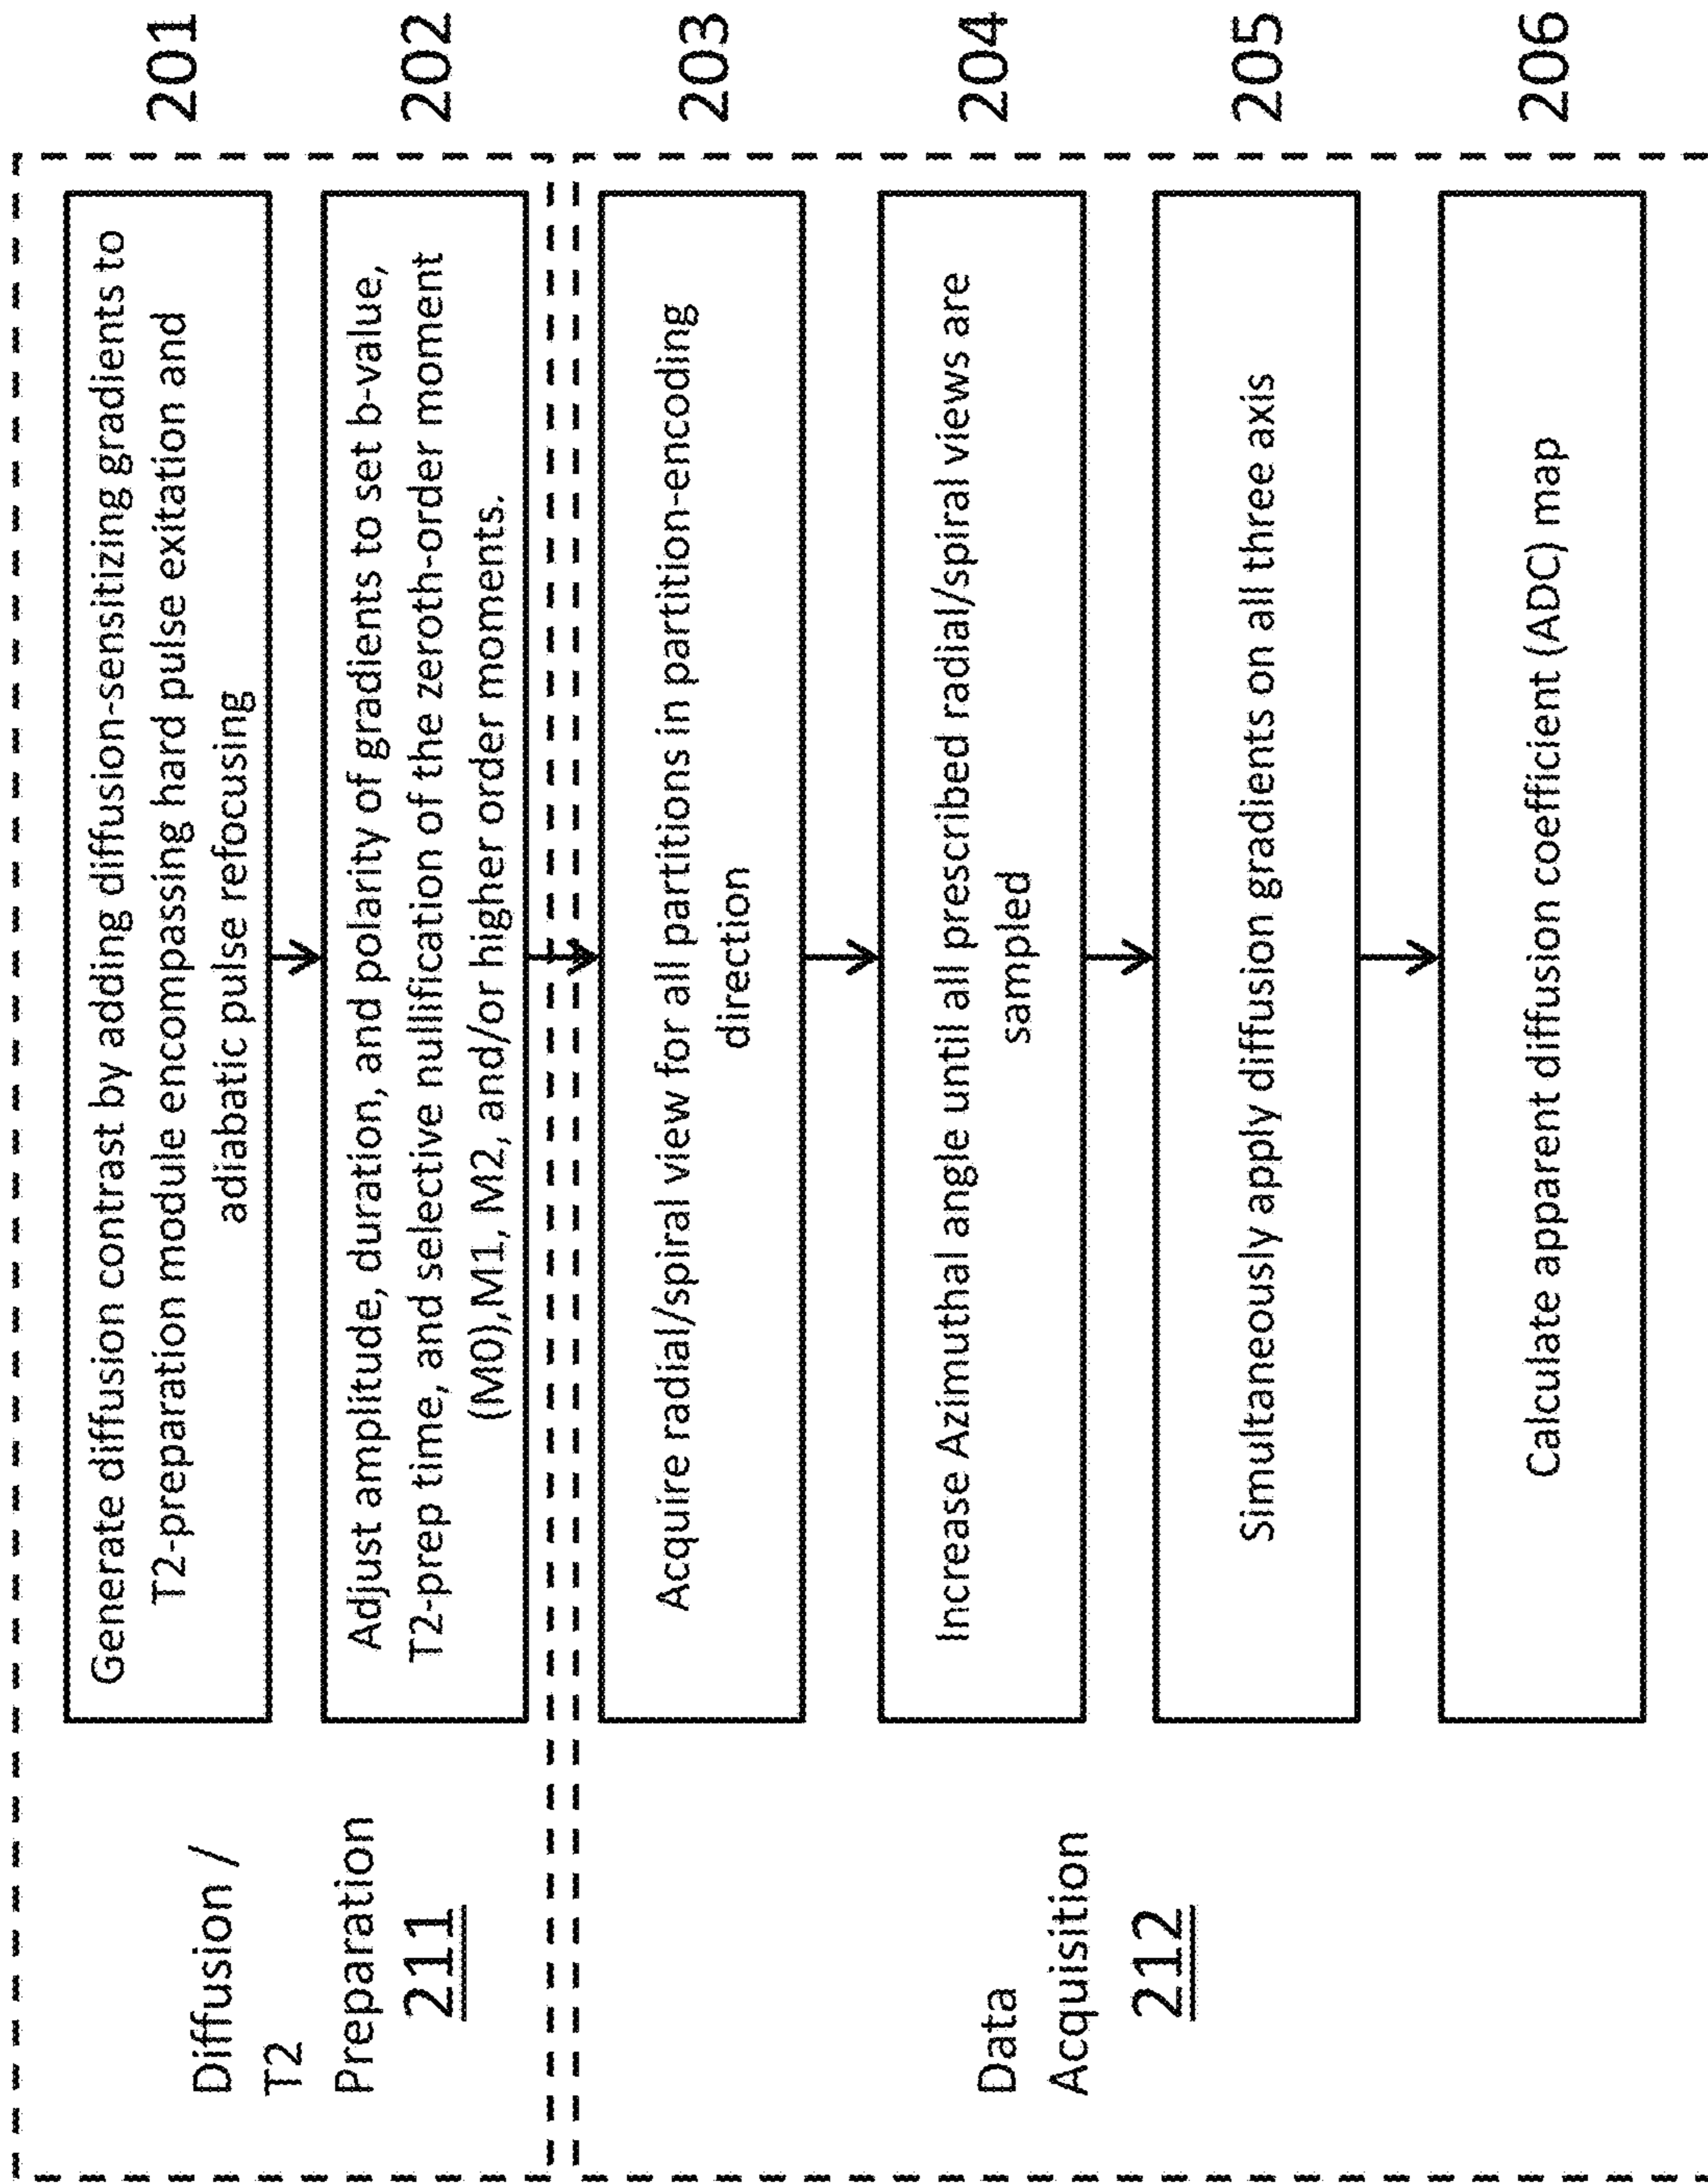 Diffusion /
T2
Preparation
211
Generate diffusion contrast by adding diffusion-sensitizing gradients to
T2-preparation module encompassing hard pulse exitation and
adiabatic pulse refocusing
201
Adjust amplitude, duration, and polarity of gradients to set b-value,
T2-prep time, and selective nullification of the zeroth-order moment
(M0),M1, M2, and/or higher order moments.
202
Data
Acquisition
212
Acquire radial/spiral view for all partitions in partition-encoding
direction
203
Increase Azimuthal angle until all prescribed radial/spiral views are
sampled
204
Simultaneously apply diffusion gradients on all three axis
205
Calculate apparent diffusion coefficient (ADC) map
206